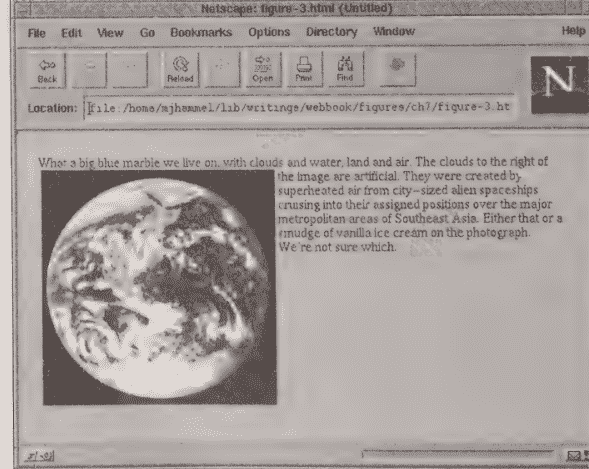 Netscape: figure-3.html (Untitled)
File Edit View Go Bookmarks Options Directory Window Help
Back Reload Open Print Find N
Location: file:/home/mjhammel/lib/writings/webbook/figures/ch7/figure-3.ht
What a big blue marble we live on, with clouds and water, land and air. The clouds to the right of
the image are artificial. They were created by
superheated air from city-sized alien spaceships
cruising into their assigned positions over the major
metropolitan areas of Southeast Asia. Either that or a
smudge of vanilla ice cream on the photograph.
We're not sure which.